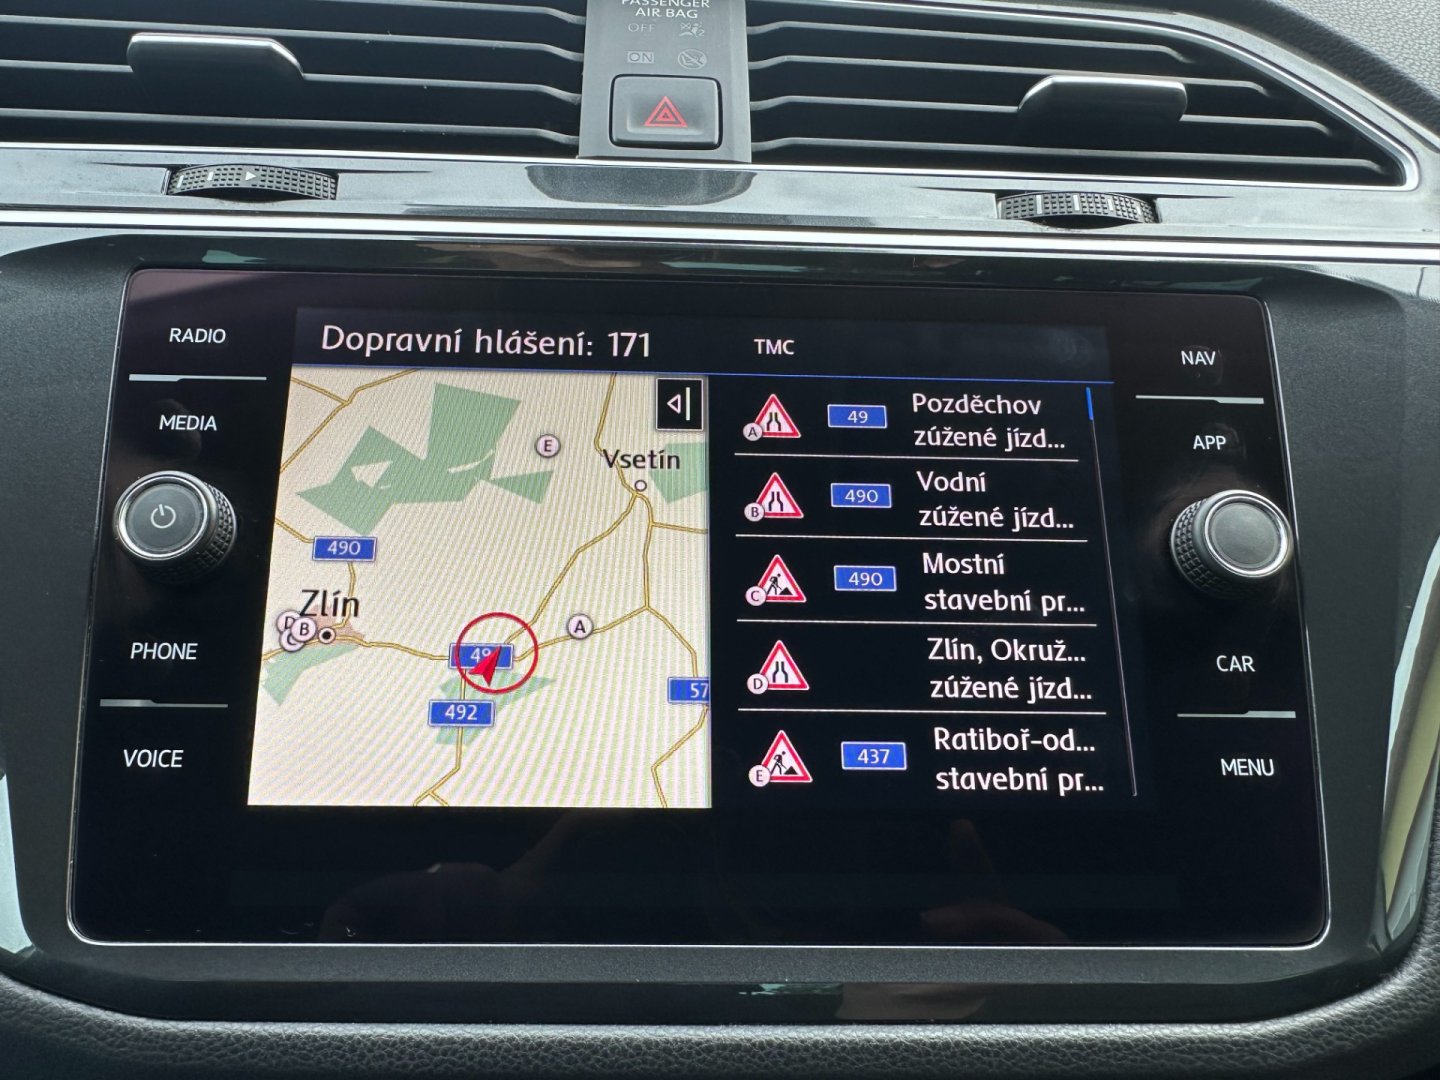 PASSENGER
AIR BAG
OFF
ON
RADIO
MEDIA
PHONE
VOICE
Dopravní hlášení: 171
TMC
NAV
APP
CAR
MENU
E
Vsetín
490
Zlín
D
B
A
492
57
A
49
Pozděchov
zúžené jízd...
B
490
Vodní
zúžené jízd...
C
490
Mostní
stavební pr...
D
Zlín, Okruž...
zúžené jízd...
E
437
Ratiboř-od...
stavební pr...